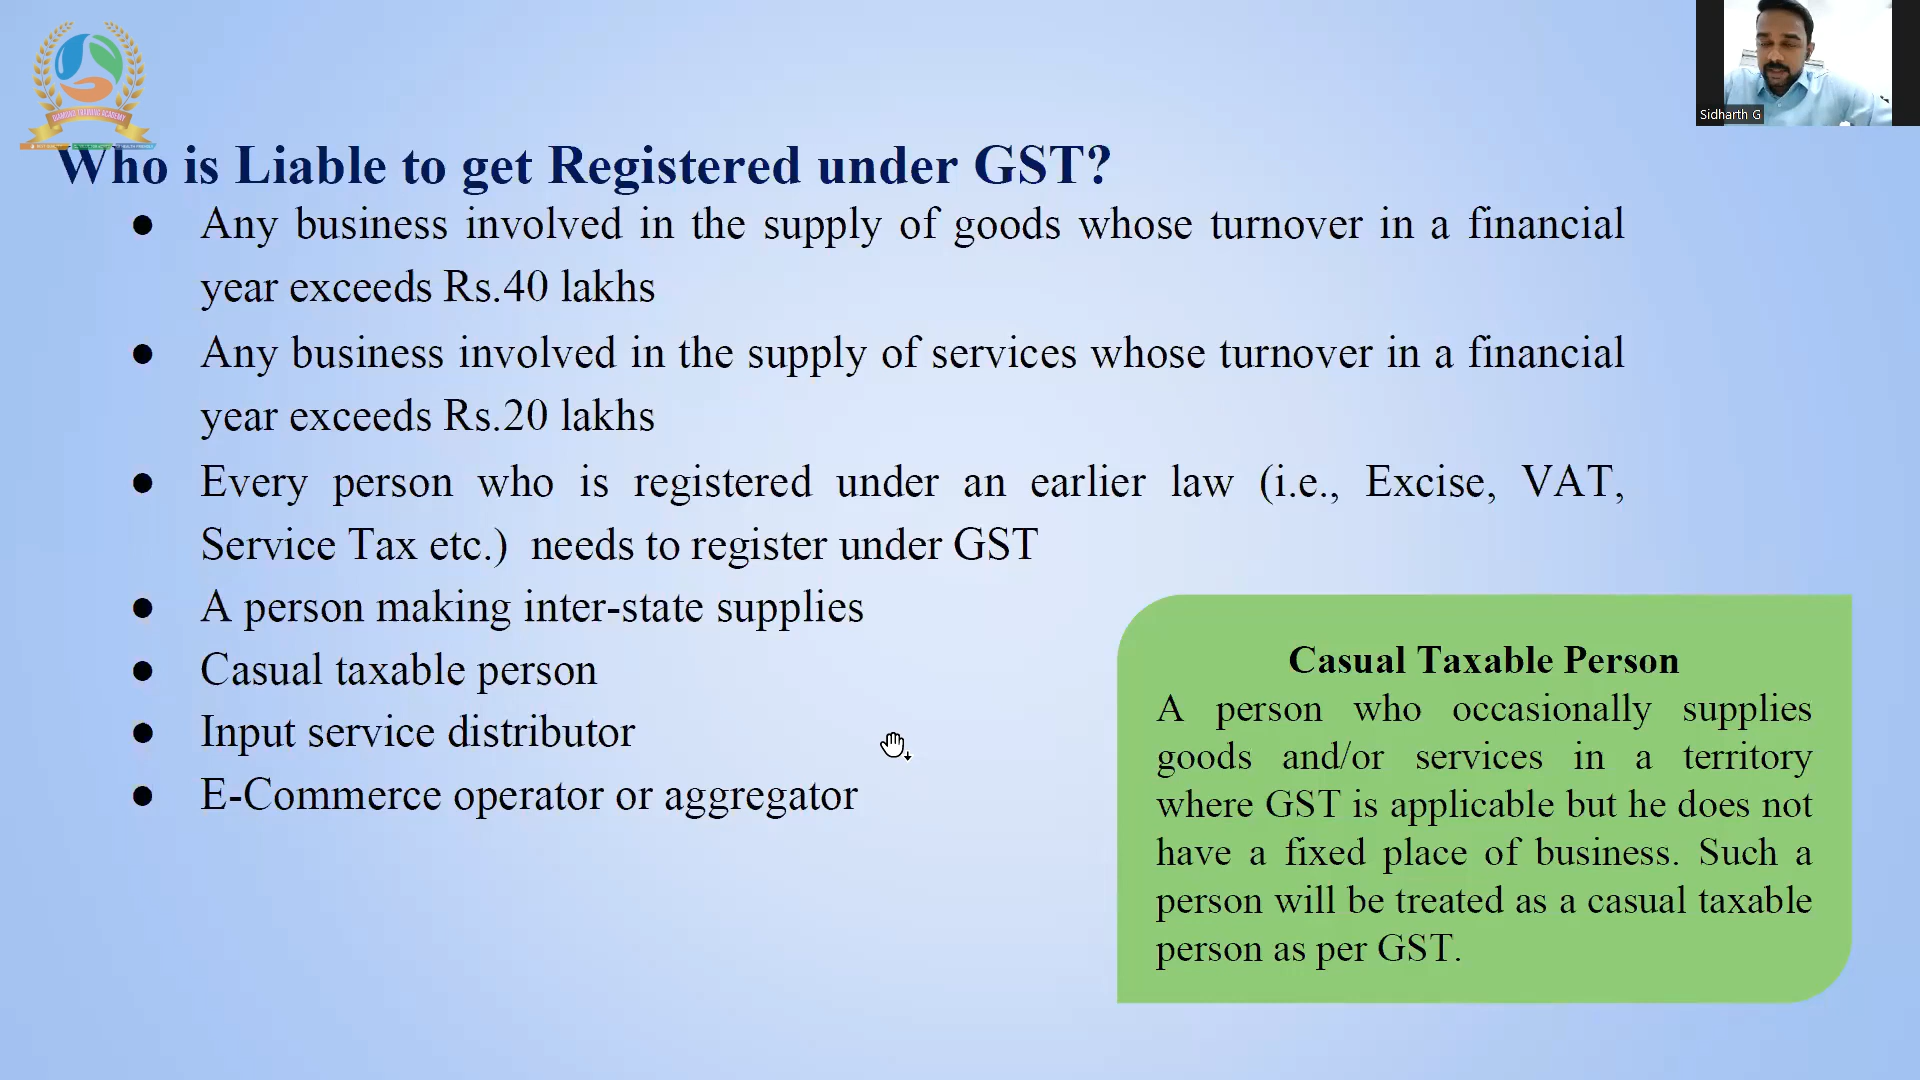 DIAMOND TRAINING ACADEMY
Sidharth G
Who is Liable to get Registered under GST?
● Any business involved in the supply of goods whose turnover in a financial
year exceeds Rs.40 lakhs
● Any business involved in the supply of services whose turnover in a financial
year exceeds Rs.20 lakhs
● Every person who is registered under an earlier law (i.e., Excise, VAT,
Service Tax etc.) needs to register under GST
● A person making inter-state supplies
● Casual taxable person
● Input service distributor
● E-Commerce operator or aggregator
Casual Taxable Person
A person who occasionally supplies
goods and/or services in a territory
where GST is applicable but he does not
have a fixed place of business. Such a
person will be treated as a casual taxable
person as per GST.